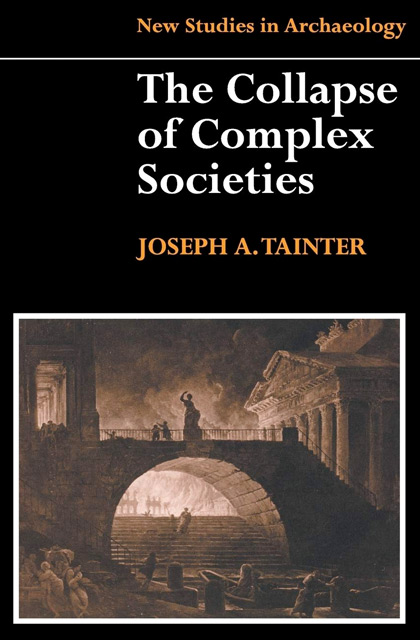 New Studies in Archaeology
The Collapse
of Complex
Societies
JOSEPH A. TAINTER